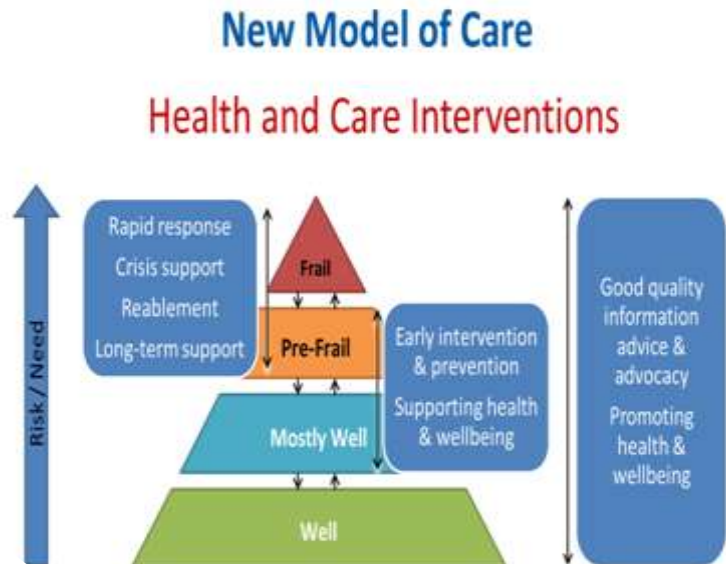 New Model of Care
Health and Care Interventions
Risk / Need
Rapid response
Crisis support
Reablement
Long-term support
Frail
Pre-Frail
Mostly Well
Well
Early intervention
& prevention
Supporting health
& wellbeing
Good quality
information
advice &
advocacy
Promoting
health &
wellbeing